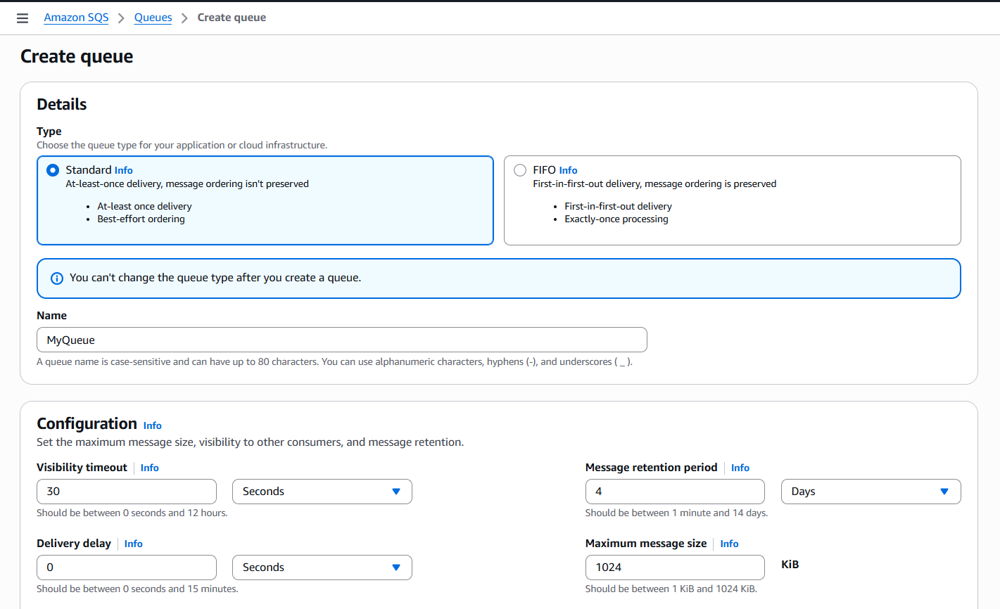 Amazon SQS > Queues > Create queue
Create queue
Details
Type
Choose the queue type for your application or cloud infrastructure.
Standard Info
At-least-once delivery, message ordering isn't preserved
• At-least once delivery
• Best-effort ordering
FIFO Info
First-in-first-out delivery, message ordering is preserved
• First-in-first-out delivery
• Exactly-once processing
You can't change the queue type after you create a queue.
Name
MyQueue
A queue name is case-sensitive and can have up to 80 characters. You can use alphanumeric characters, hyphens (-), and underscores ( _ ).
Configuration Info
Set the maximum message size, visibility to other consumers, and message retention.
Visibility timeout Info
30 Seconds
Should be between 0 seconds and 12 hours.
Message retention period Info
4 Days
Should be between 1 minute and 14 days.
Delivery delay Info
0 Seconds
Should be between 0 seconds and 15 minutes.
Maximum message size Info
1024 KiB
Should be between 1 KiB and 1024 KiB.